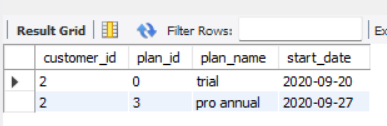 Result Grid Filter Rows: Ex
customer_id plan_id plan_name start_date
2 0 trial 2020-09-20
2 3 pro annual 2020-09-27